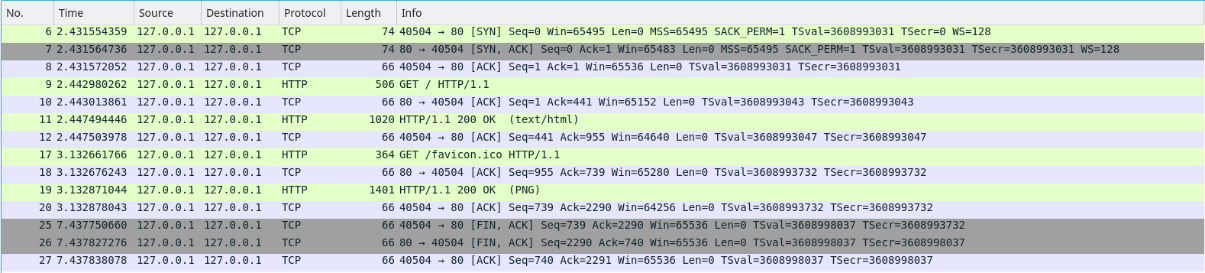 No. Time Source Destination Protocol Length Info
6 2.431554359 127.0.0.1 127.0.0.1 TCP 74 40504 → 80 [SYN] Seq=0 Win=65495 Len=0 MSS=65495 SACK_PERM=1 TSval=3608993031 TSecr=0 WS=128
7 2.431564736 127.0.0.1 127.0.0.1 TCP 74 80 → 40504 [SYN, ACK] Seq=0 Ack=1 Win=65483 Len=0 MSS=65495 SACK_PERM=1 TSval=3608993031 TSecr=3608993031 WS=128
8 2.431572052 127.0.0.1 127.0.0.1 TCP 66 40504 → 80 [ACK] Seq=1 Ack=1 Win=65536 Len=0 TSval=3608993031 TSecr=3608993031
9 2.442980262 127.0.0.1 127.0.0.1 HTTP 506 GET / HTTP/1.1
10 2.443013861 127.0.0.1 127.0.0.1 TCP 66 80 → 40504 [ACK] Seq=1 Ack=441 Win=65152 Len=0 TSval=3608993043 TSecr=3608993043
11 2.447494446 127.0.0.1 127.0.0.1 HTTP 1020 HTTP/1.1 200 OK (text/html)
12 2.447503978 127.0.0.1 127.0.0.1 TCP 66 40504 → 80 [ACK] Seq=441 Ack=955 Win=64640 Len=0 TSval=3608993047 TSecr=3608993047
17 3.132661766 127.0.0.1 127.0.0.1 HTTP 364 GET /favicon.ico HTTP/1.1
18 3.132676243 127.0.0.1 127.0.0.1 TCP 66 80 → 40504 [ACK] Seq=955 Ack=739 Win=65280 Len=0 TSval=3608993732 TSecr=3608993732
19 3.132871044 127.0.0.1 127.0.0.1 HTTP 1401 HTTP/1.1 200 OK (PNG)
20 3.132878043 127.0.0.1 127.0.0.1 TCP 66 40504 → 80 [ACK] Seq=739 Ack=2290 Win=64256 Len=0 TSval=3608993732 TSecr=3608993732
25 7.437750660 127.0.0.1 127.0.0.1 TCP 66 40504 → 80 [FIN, ACK] Seq=739 Ack=2290 Win=65536 Len=0 TSval=3608998037 TSecr=3608993732
26 7.437827276 127.0.0.1 127.0.0.1 TCP 66 80 → 40504 [FIN, ACK] Seq=2290 Ack=740 Win=65536 Len=0 TSval=3608998037 TSecr=3608998037
27 7.437838078 127.0.0.1 127.0.0.1 TCP 66 40504 → 80 [ACK] Seq=740 Ack=2291 Win=65536 Len=0 TSval=3608998037 TSecr=3608998037